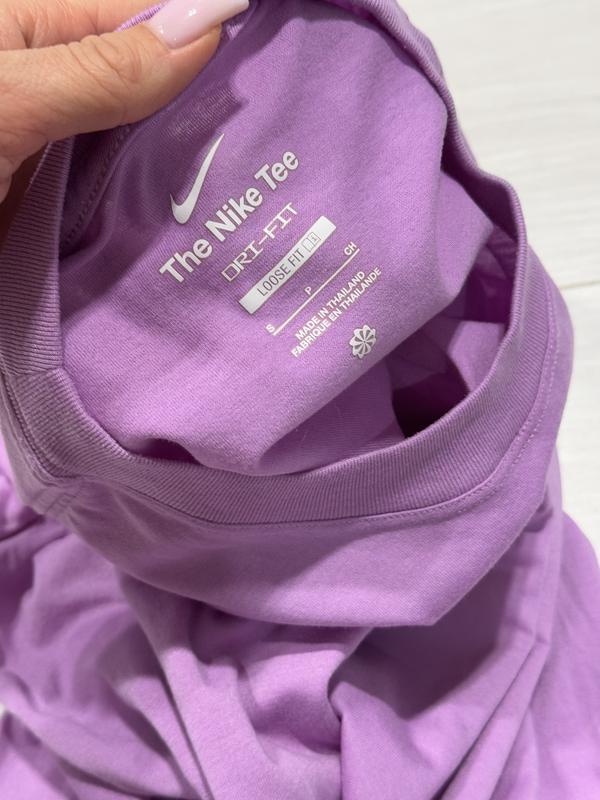 The Nike Tee
DRI-FIT
LOOSE FIT
S P CH
MADE IN THAILAND
FABRIQUE EN THAILANDE